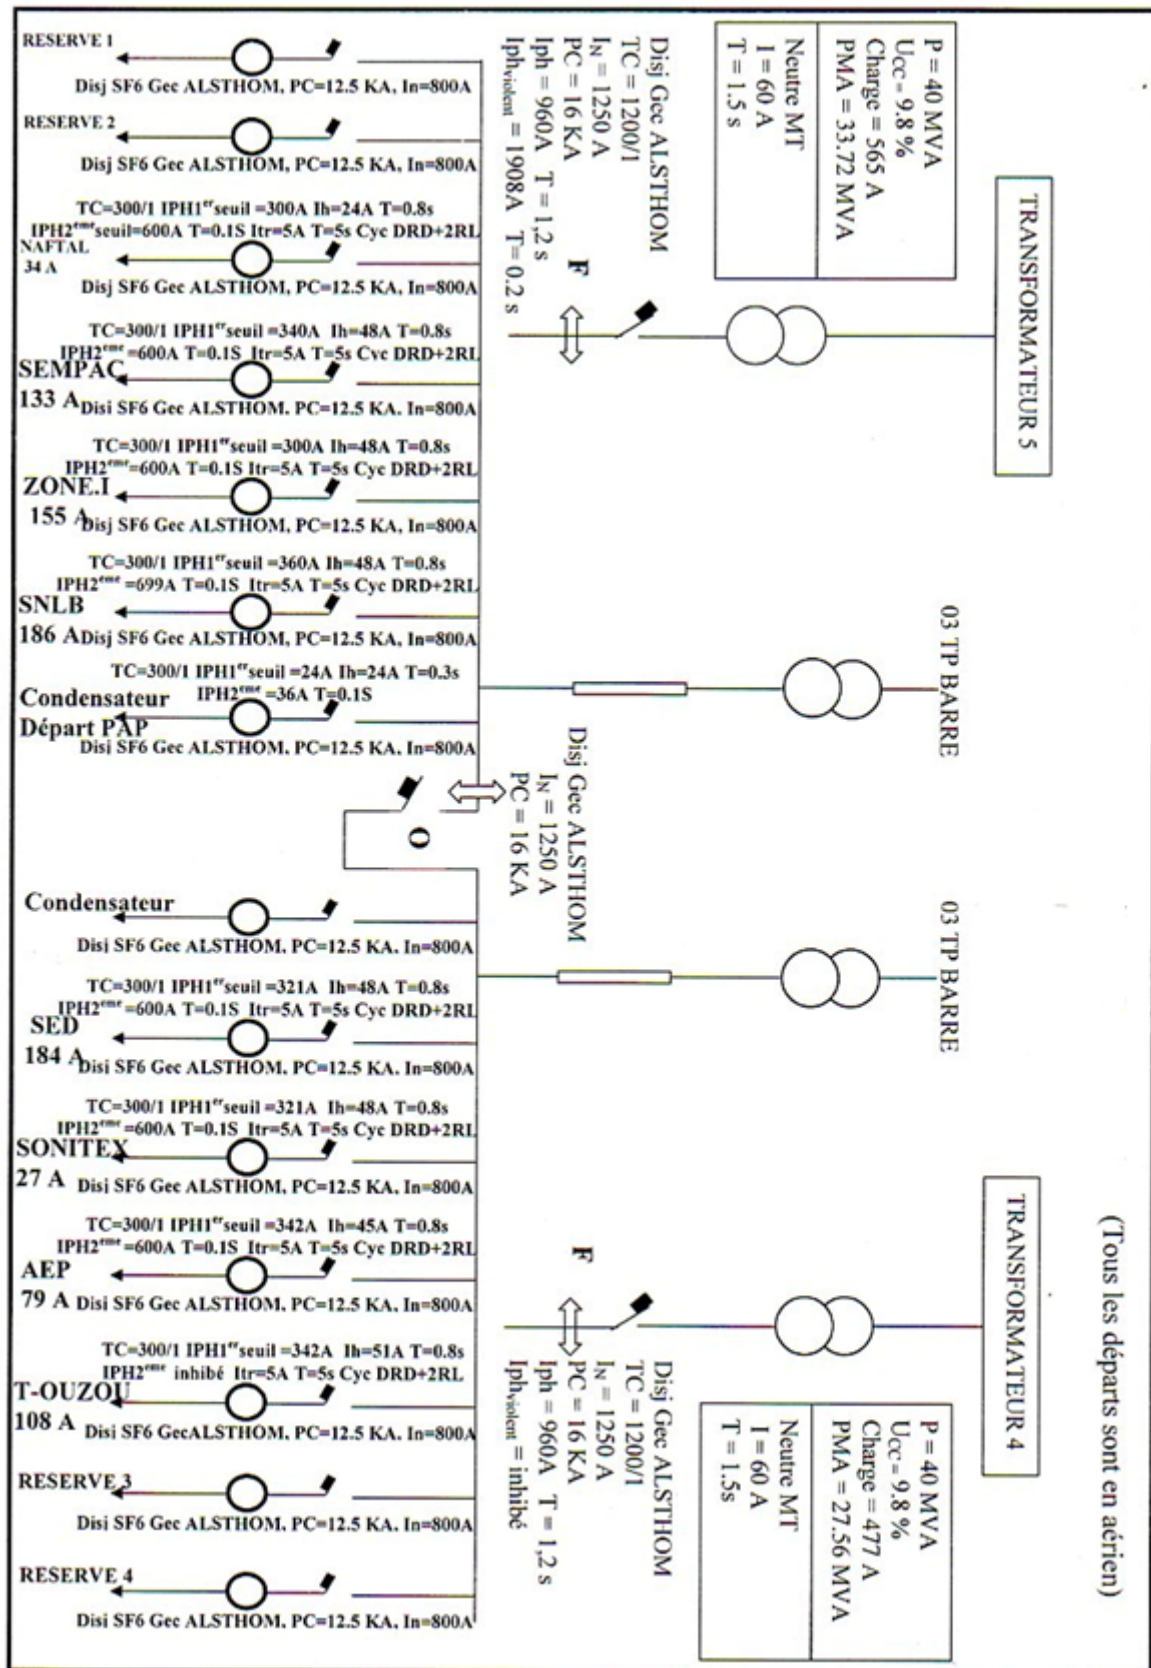 RESERVE 1
Disj SF6 Gec ALSTHOM, PC=12.5 KA, In=800A
RESERVE 2
Disj SF6 Gec ALSTHOM, PC=12.5 KA, In=800A
TC=300/1 IPH1erseuil =300A Ih=24A T=0.8s
IPH2emeseuil=600A T=0.1S Itr=5A T=5s Cyc DRD+2RL
NAFTAL
34 A
Disj SF6 Gec ALSTHOM, PC=12.5 KA, In=800A
TC=300/1 IPH1erseuil =340A Ih=48A T=0.8s
IPH2eme=600A T=0.1S Itr=5A T=5s Cyc DRD+2RL
SEMPAC
133 A
Disi SF6 Gec ALSTHOM. PC=12.5 KA. In=800A
TC=300/1 IPH1erseuil =300A Ih=48A T=0.8s
IPH2eme=600A T=0.1S Itr=5A T=5s Cyc DRD+2RL
ZONE.I
155 A
Disj SF6 Gec ALSTHOM, PC=12.5 KA, In=800A
TC=300/1 IPH1erseuil =360A Ih=48A T=0.8s
IPH2eme =699A T=0.1S Itr=5A T=5s Cyc DRD+2RL
SNLB
186 A
Disj SF6 Gec ALSTHOM, PC=12.5 KA, In=800A
TC=300/1 IPH1erseuil =24A Ih=24A T=0.3s
IPH2eme =36A T=0.1S
Condensateur
Départ PAP
Disj SF6 Gec ALSTHOM. PC=12.5 KA. In=800A
Condensateur
Disi SF6 Gec ALSTHOM. PC=12.5 KA. In=800A
TC=300/1 IPH1erseuil =321A Ih=48A T=0.8s
IPH2eme=600A T=0.1S Itr=5A T=5s Cyc DRD+2RL
SED
184 A
Disi SF6 Gec ALSTHOM. PC=12.5 KA. In=800A
TC=300/1 IPH1erseuil =321A Ih=48A T=0.8s
IPH2eme=600A T=0.1S Itr=5A T=5s Cyc DRD+2RL
SONITEX
27 A
Disi SF6 Gec ALSTHOM, PC=12.5 KA, In=800A
TC=300/1 IPH1erseuil =342A Ih=45A T=0.8s
IPH2eme=600A T=0.1S Itr=5A T=5s Cyc DRD+2RL
AEP
79 A
Disi SF6 Gec ALSTHOM, PC=12.5 KA, In=800A
TC=300/1 IPH1erseuil =342A Ih=51A T=0.8s
IPH2eme inhibé Itr=5A T=5s Cyc DRD+2RL
T-OUZOU
108 A
Disi SF6 GecALSTHOM, PC=12.5 KA, In=800A
RESERVE 3
Disi SF6 Gec ALSTHOM, PC=12.5 KA, In=800A
RESERVE 4
Disi SF6 Gec ALSTHOM, PC=12.5 KA, In=800A
TRANSFORMATEUR 5
P = 40 MVA
UCC = 9.8 %
Charge = 565 A
PMA = 33.72 MVA
Neutre MT
I = 60 A
T = 1.5 s
Disj Gec ALSTHOM
TC = 1200/1
IN = 1250 A
PC = 16 KA
Iph = 960A T = 1,2 s
Iphviolent = 1908A T= 0.2 s
F
03 TP BARRE
Disj Gec ALSTHOM
IN = 1250 A
PC = 16 KA
O
03 TP BARRE
(Tous les départs sont en aérien)
TRANSFORMATEUR 4
P = 40 MVA
UCC = 9.8 %
Charge = 477 A
PMA = 27.56 MVA
Neutre MT
I = 60 A
T = 1.5s
Disj Gec ALSTHOM
TC = 1200/1
IN = 1250 A
PC = 16 KA
Iph = 960A T = 1,2 s
Iphviolent = inhibé
F